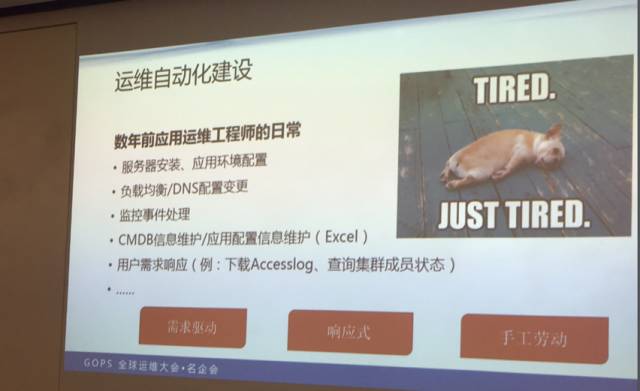 运维自动化建设
TIRED.
JUST TIRED.
数年前应用运维工程师的日常
• 服务器安装、应用环境配置
• 负载均衡/DNS配置变更
• 监控事件处理
• CMDB信息维护/应用配置信息维护（Excel）
• 用户需求响应（例：下载Accesslog、查询集群成员状态）
• ......
需求驱动
响应式
手工劳动
GOPS 全球运维大会•名企会